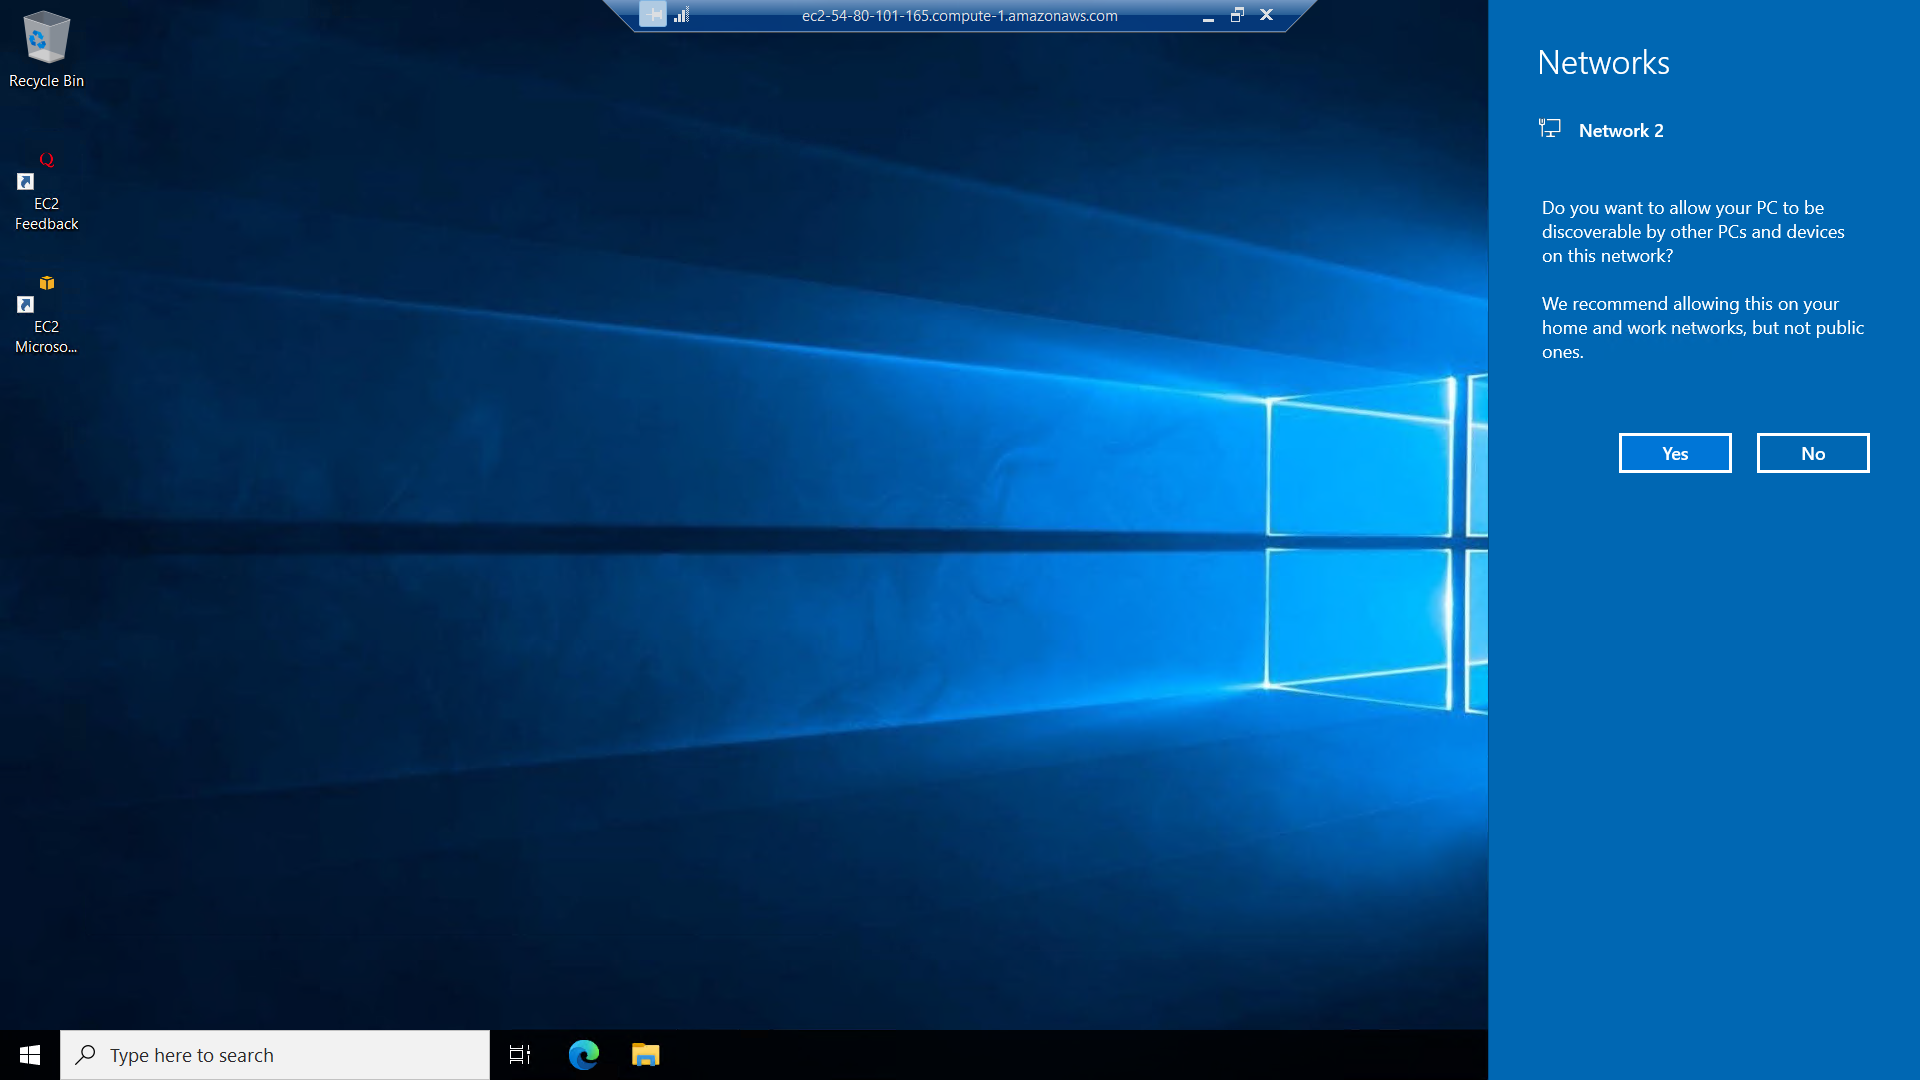 ec2-54-80-101-165.compute-1.amazonaws.com
Recycle Bin
EC2
Feedback
EC2
Microso...
Networks
Network 2
Do you want to allow your PC to be
discoverable by other PCs and devices
on this network?
We recommend allowing this on your
home and work networks, but not public
ones.
Yes
No
Type here to search